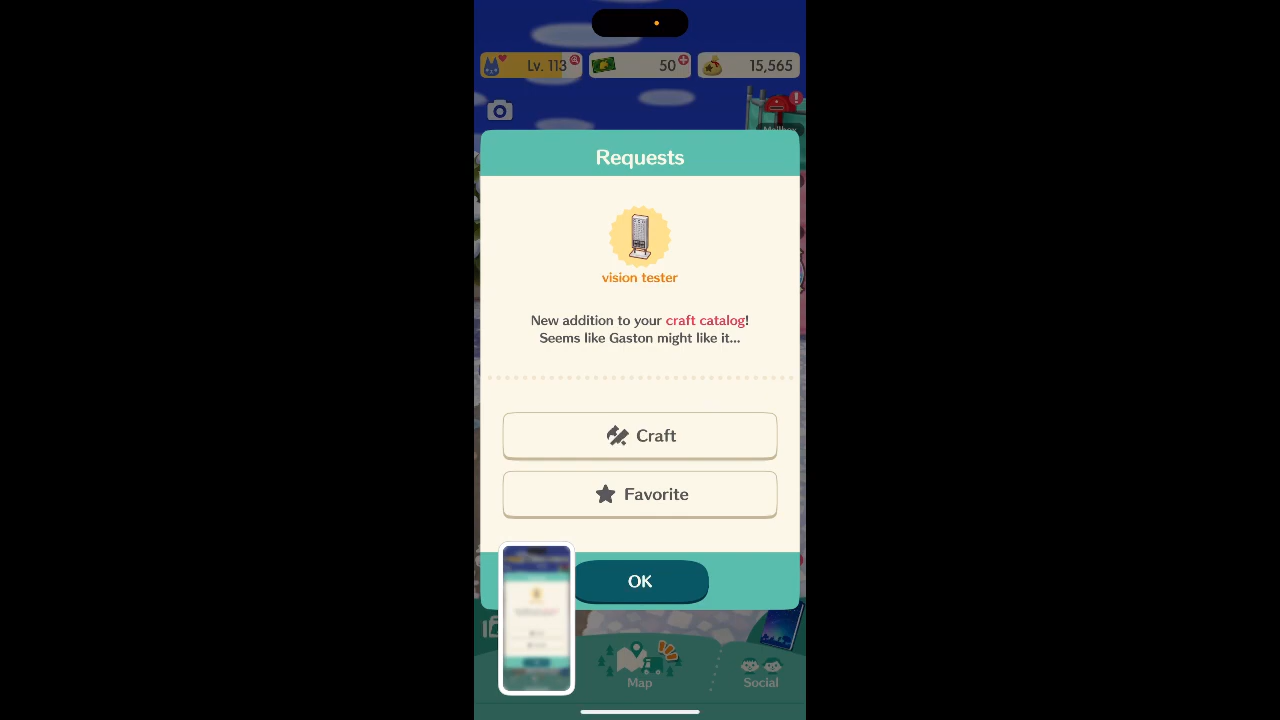 Lv. 113
50
15,565
Mailbox
Requests
vision tester
New addition to your craft catalog!
Seems like Gaston might like it...
Craft
Favorite
OK
Map
Social